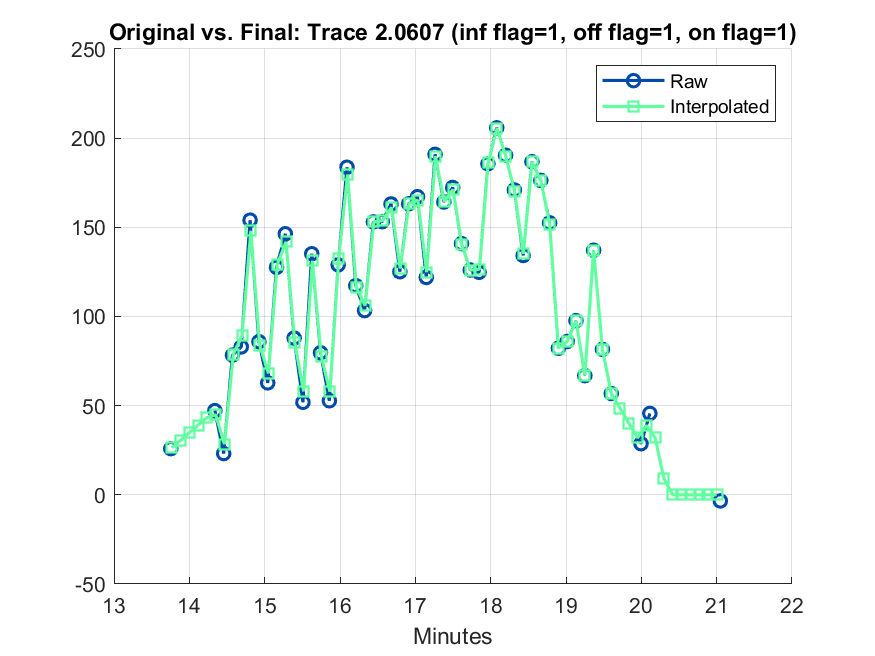 Original vs. Final: Trace 2.0607 (inf flag=1, off flag=1, on flag=1)
250
200
150
100
50
0
-50
Raw
Interpolated
13 14 15 16 17 18 19 20 21 22
Minutes